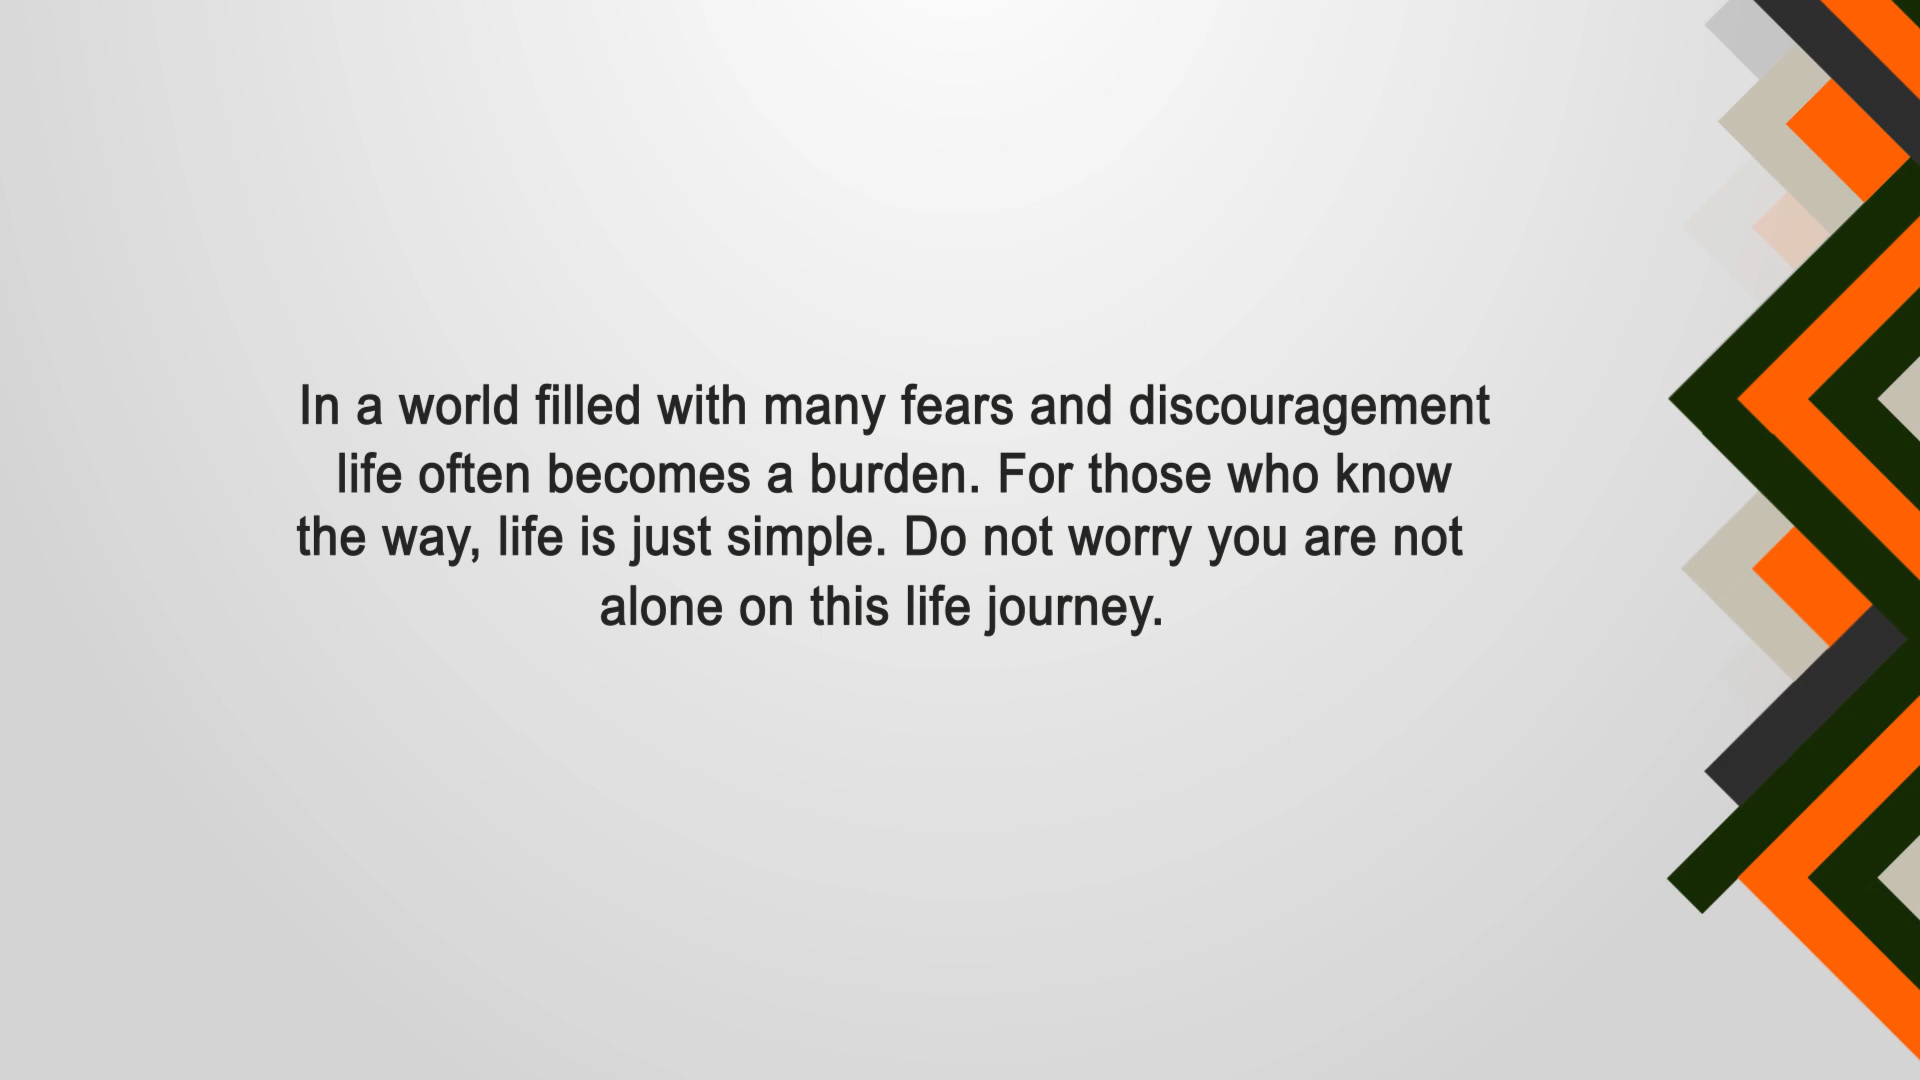 In a world filled with many fears and discouragement
life often becomes a burden. For those who know
the way, life is just simple. Do not worry you are not
alone on this life journey.